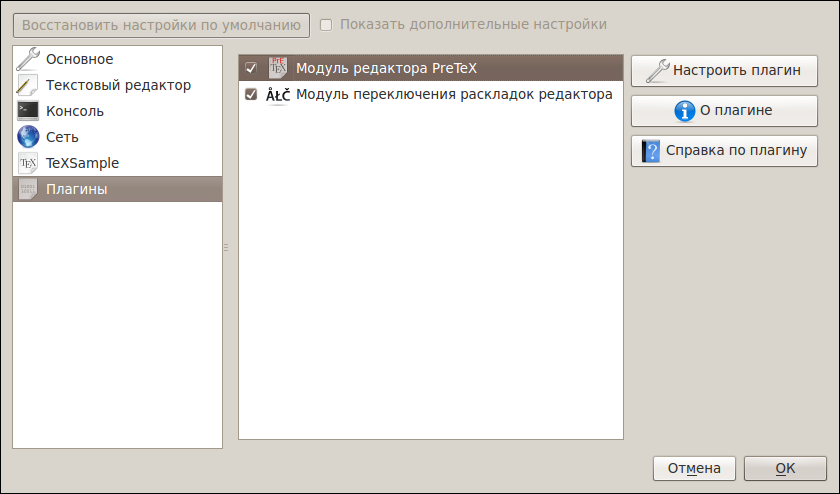 Восстановить настройки по умолчанию
Показать дополнительные настройки
Основное
Текстовый редактор
Консоль
Сеть
TeXSample
Плагины
Модуль редактора PreTeX
ÅŁČ Модуль переключения раскладок редактора
Настроить плагин
О плагине
Справка по плагину
Отмена
OK